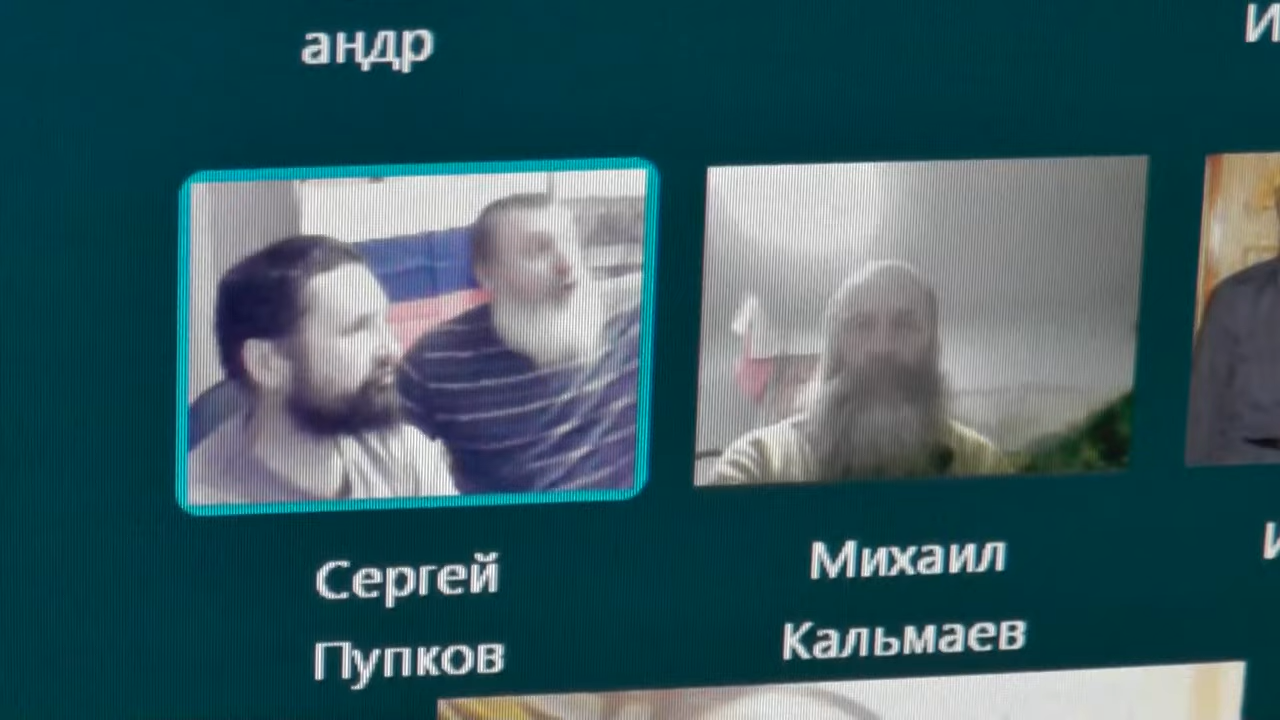 андр
Сергей
Пупков
Михаил
Кальмаев